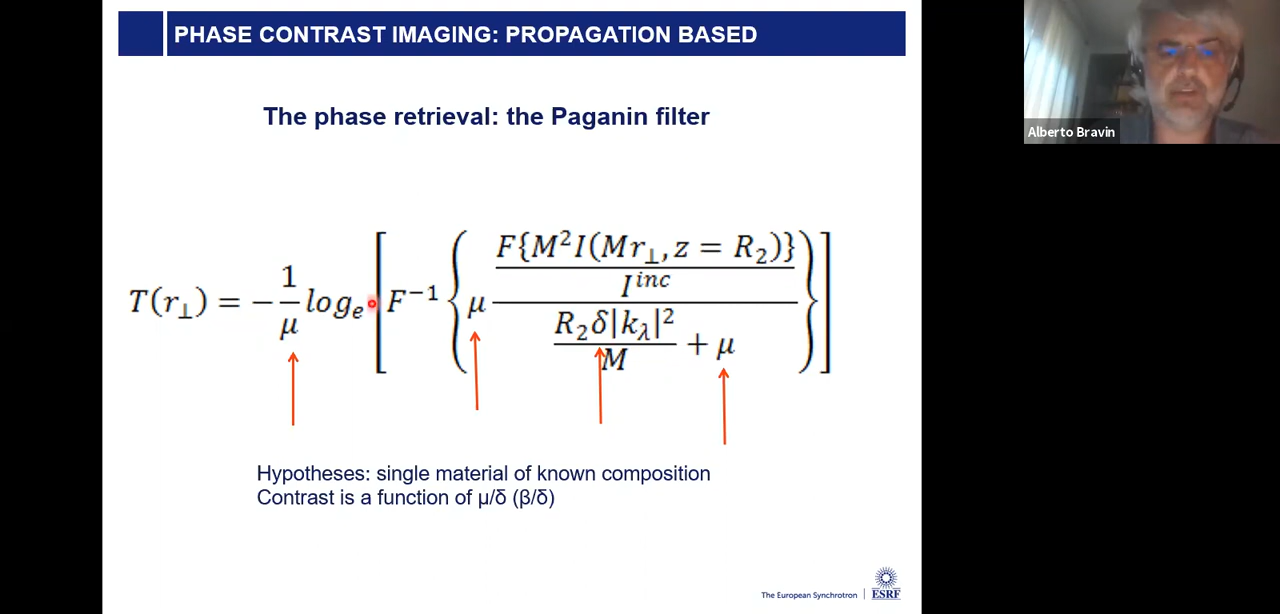 PHASE CONTRAST IMAGING: PROPAGATION BASED
Alberto Bravin
The phase retrieval: the Paganin filter
T(r⊥) = − 1/μ logₑ [ F⁻¹ { μ ( F{M²I(Mr⊥, z = R₂)} / I^inc ) / ( R₂δ|k_λ|² / M + μ ) } ]
Hypotheses: single material of known composition
Contrast is a function of μ/δ (β/δ)
The European Synchrotron
ESRF